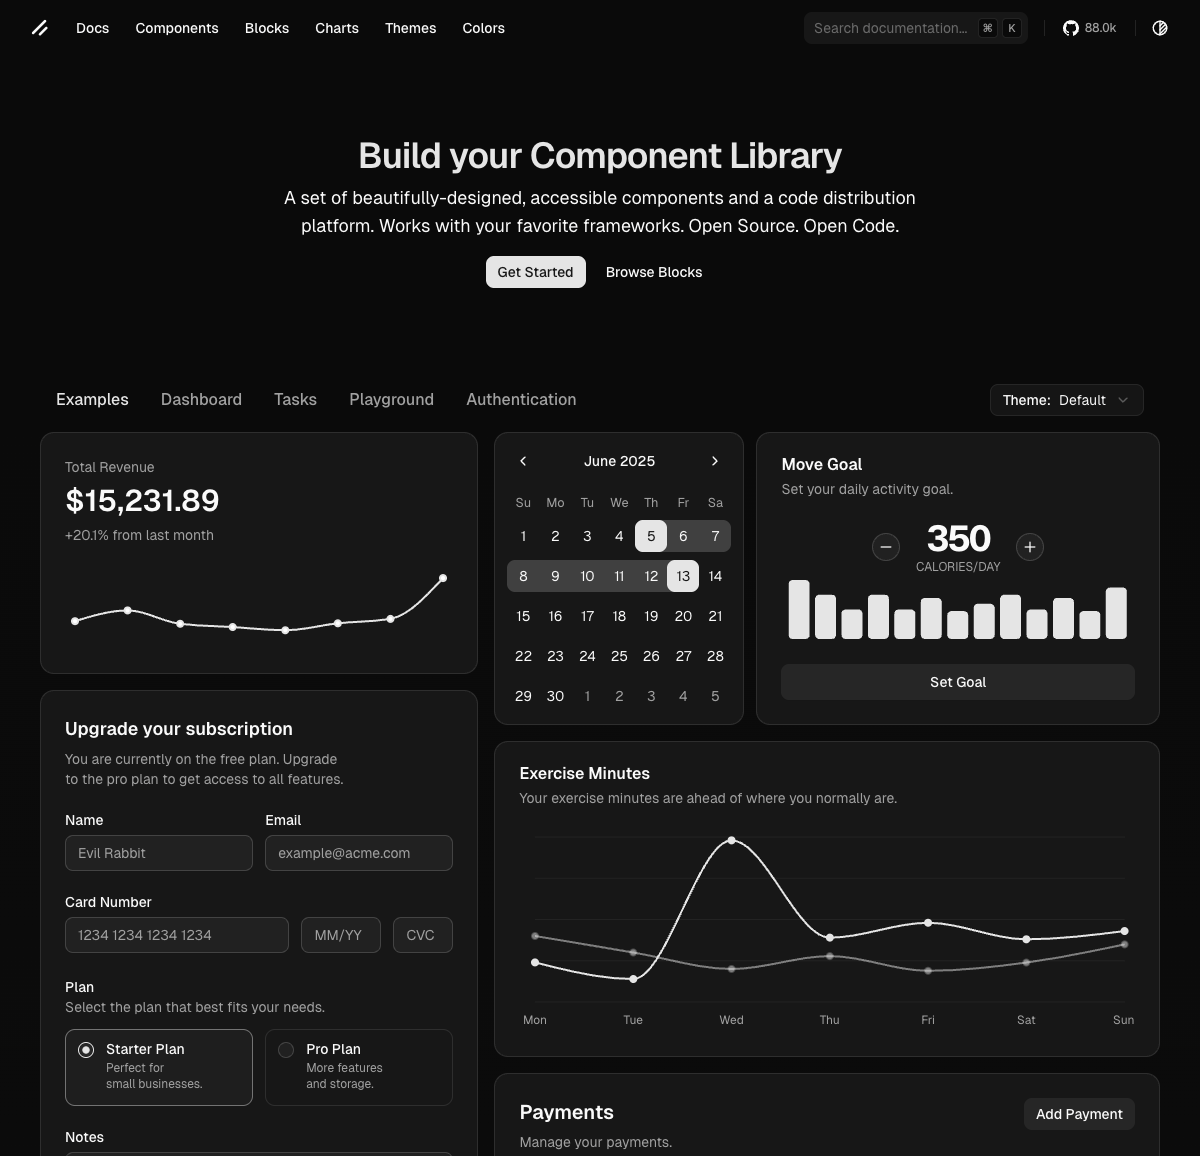 Docs Components Blocks Charts Themes Colors Search documentation... ⌘ K 88.0k
Build your Component Library
A set of beautifully-designed, accessible components and a code distribution
platform. Works with your favorite frameworks. Open Source. Open Code.
Get Started Browse Blocks
Examples Dashboard Tasks Playground Authentication Theme: Default
Total Revenue
$15,231.89
+20.1% from last month
Upgrade your subscription
You are currently on the free plan. Upgrade
to the pro plan to get access to all features.
Name Email
Evil Rabbit example@acme.com
Card Number
1234 1234 1234 1234 MM/YY CVC
Plan
Select the plan that best fits your needs.
Starter Plan Pro Plan
Perfect for More features
small businesses. and storage.
Notes
June 2025
Su Mo Tu We Th Fr Sa
1 2 3 4 5 6 7
8 9 10 11 12 13 14
15 16 17 18 19 20 21
22 23 24 25 26 27 28
29 30 1 2 3 4 5
Move Goal
Set your daily activity goal.
350
CALORIES/DAY
Set Goal
Exercise Minutes
Your exercise minutes are ahead of where you normally are.
Mon Tue Wed Thu Fri Sat Sun
Payments Add Payment
Manage your payments.